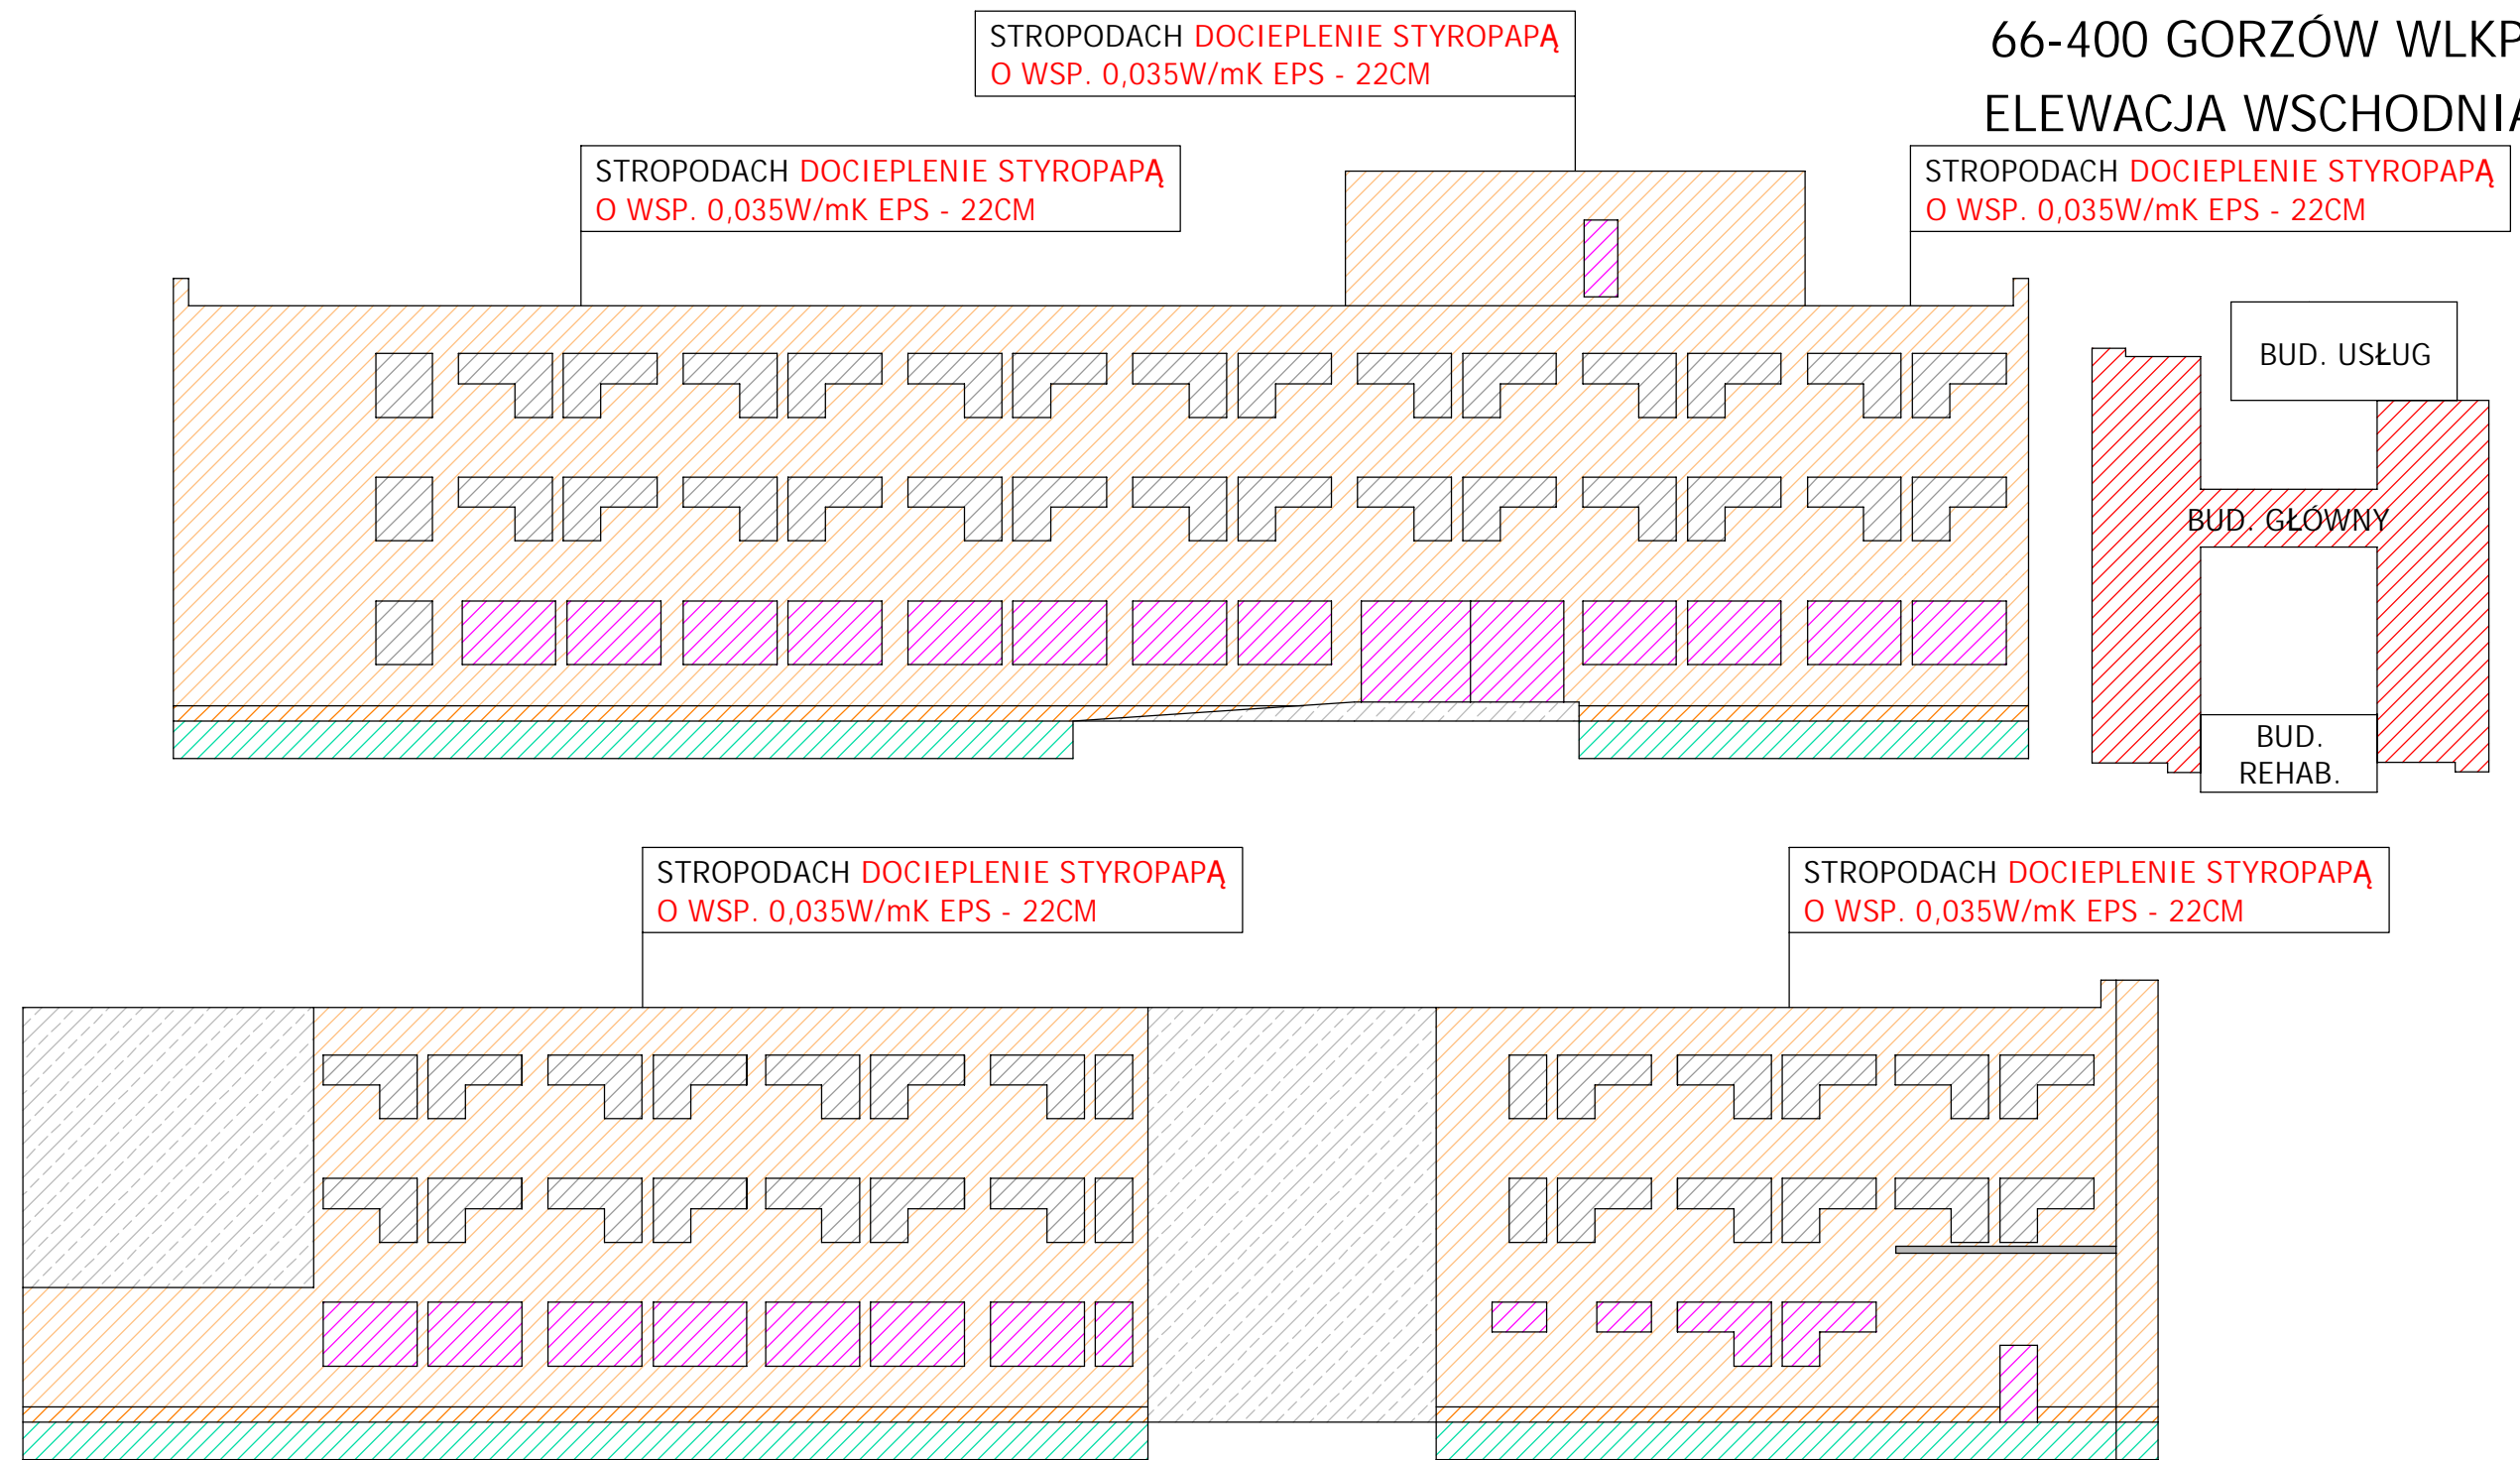 66-400 GORZÓW WLKP
ELEWACJA WSCHODNIA
STROPODACH DOCIEPLENIE STYROPAPĄ
O WSP. 0,035W/mK EPS - 22CM
STROPODACH DOCIEPLENIE STYROPAPĄ
O WSP. 0,035W/mK EPS - 22CM
STROPODACH DOCIEPLENIE STYROPAPĄ
O WSP. 0,035W/mK EPS - 22CM
BUD. USŁUG
BUD. GŁÓWNY
BUD.
REHAB.
STROPODACH DOCIEPLENIE STYROPAPĄ
O WSP. 0,035W/mK EPS - 22CM
STROPODACH DOCIEPLENIE STYROPAPĄ
O WSP. 0,035W/mK EPS - 22CM